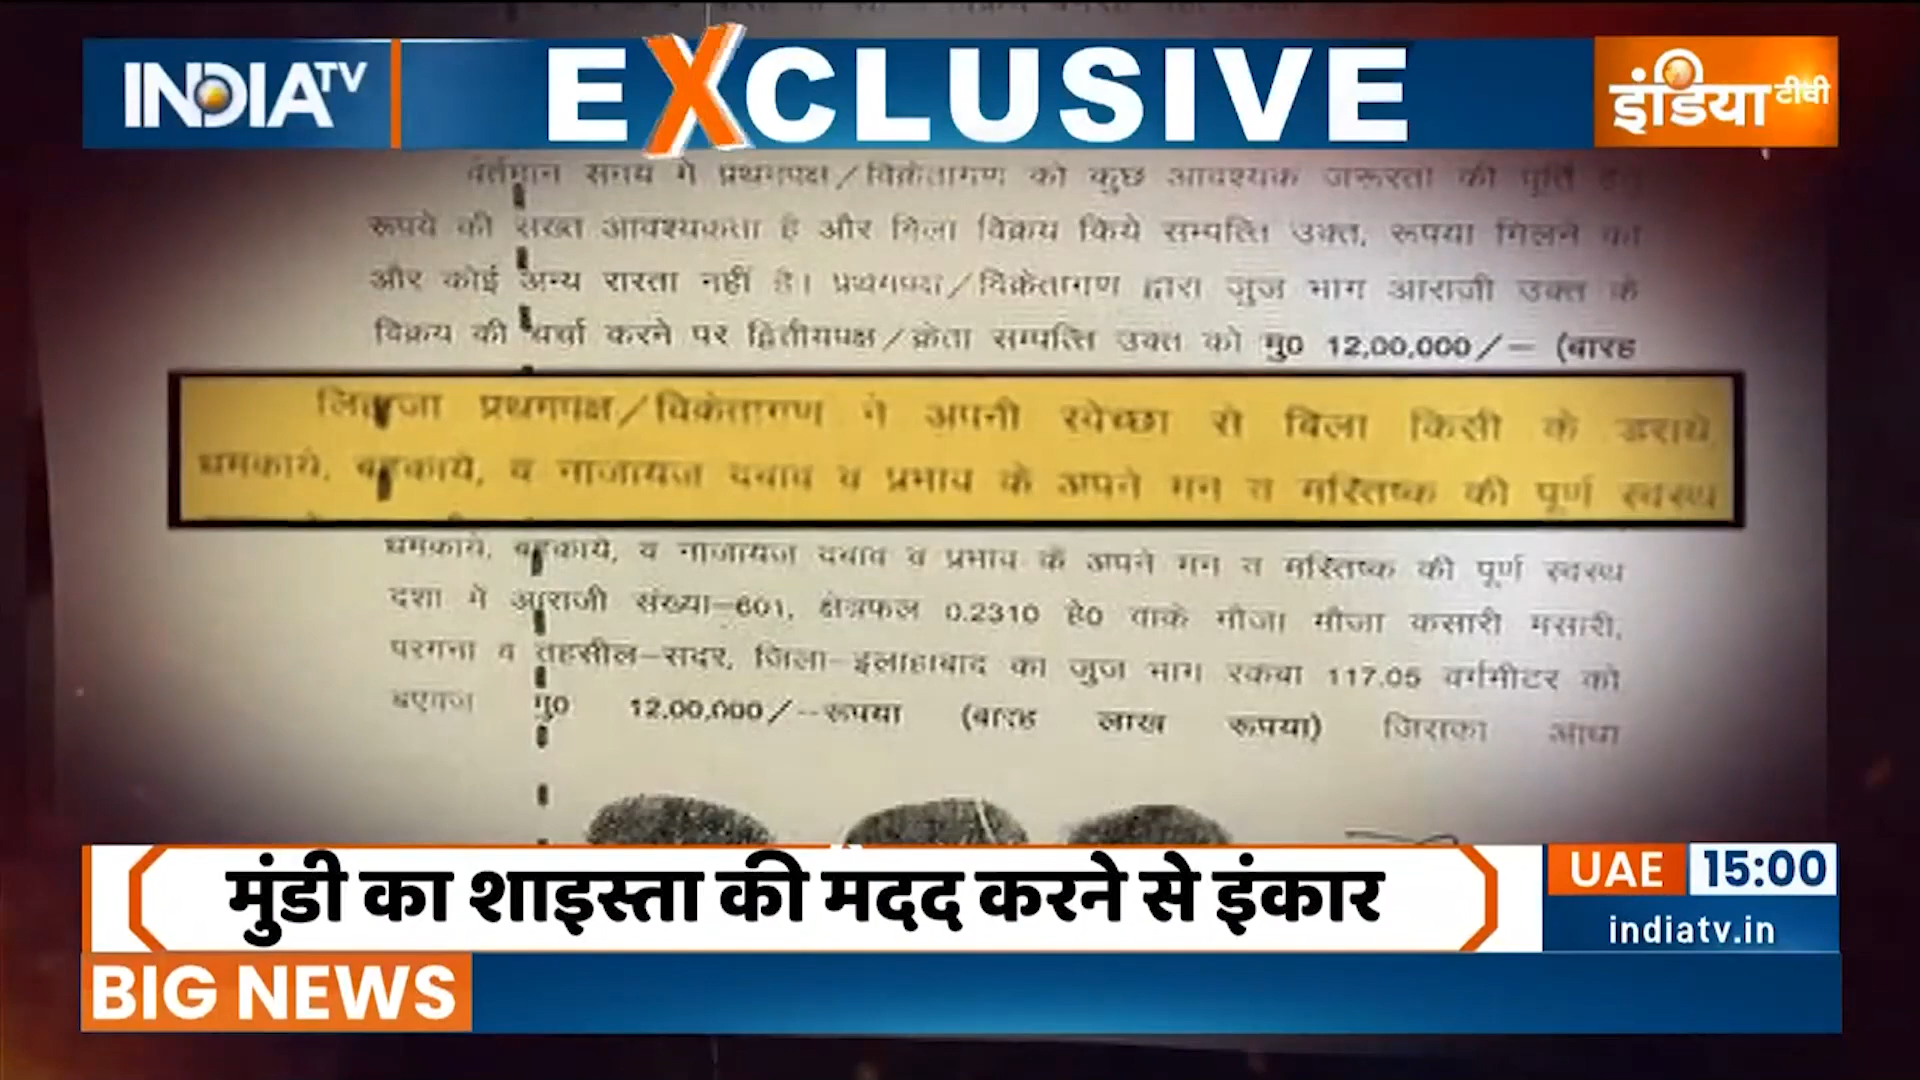 INDIA TV
EXCLUSIVE
इंडिया टीवी
वर्तमान समय में प्रथमपक्ष/विक्रेतागण को कुछ आवश्यक जरूरतों की पूर्ति
रूपये की सख्त आवश्यकता है और बिला विक्रय किये सम्पत्ति उक्त, रूपया मिलने का
और कोई अन्य रास्ता नहीं है। प्रथमपक्ष/विक्रेतागण द्वारा जुज भाग आराजी उक्त के
विक्रय की चर्चा करने पर द्वितीयपक्ष/क्रेता सम्पत्ति उक्त को मु0 12,00,000/– (बारह
लिहाजा प्रथमपक्ष/विक्रेतागण ने अपनी स्वेच्छा से बिला किसी के डराये
धमकाये, बहकाये, व नाजायज दबाव व प्रभाव के अपने मन व मस्तिष्क की पूर्ण स्वस्थ
धमकाये, बहकाये, व नाजायज दबाव व प्रभाव के अपने मन व मस्तिष्क की पूर्ण स्वस्थ
दशा में आराजी संख्या–601, क्षेत्रफल 0.2310 हे0 वाके मौजा मौजा कसारी मसारी,
परगना व तहसील–सदर, जिला–इलाहाबाद का जुज भाग रकबा 117.05 वर्गमीटर को
बएवज मु0 12,00,000/--रूपया (बारह लाख रूपया) जिसका आधा
मुंडी का शाइस्ता की मदद करने से इंकार
UAE 15:00
indiatv.in
BIG NEWS